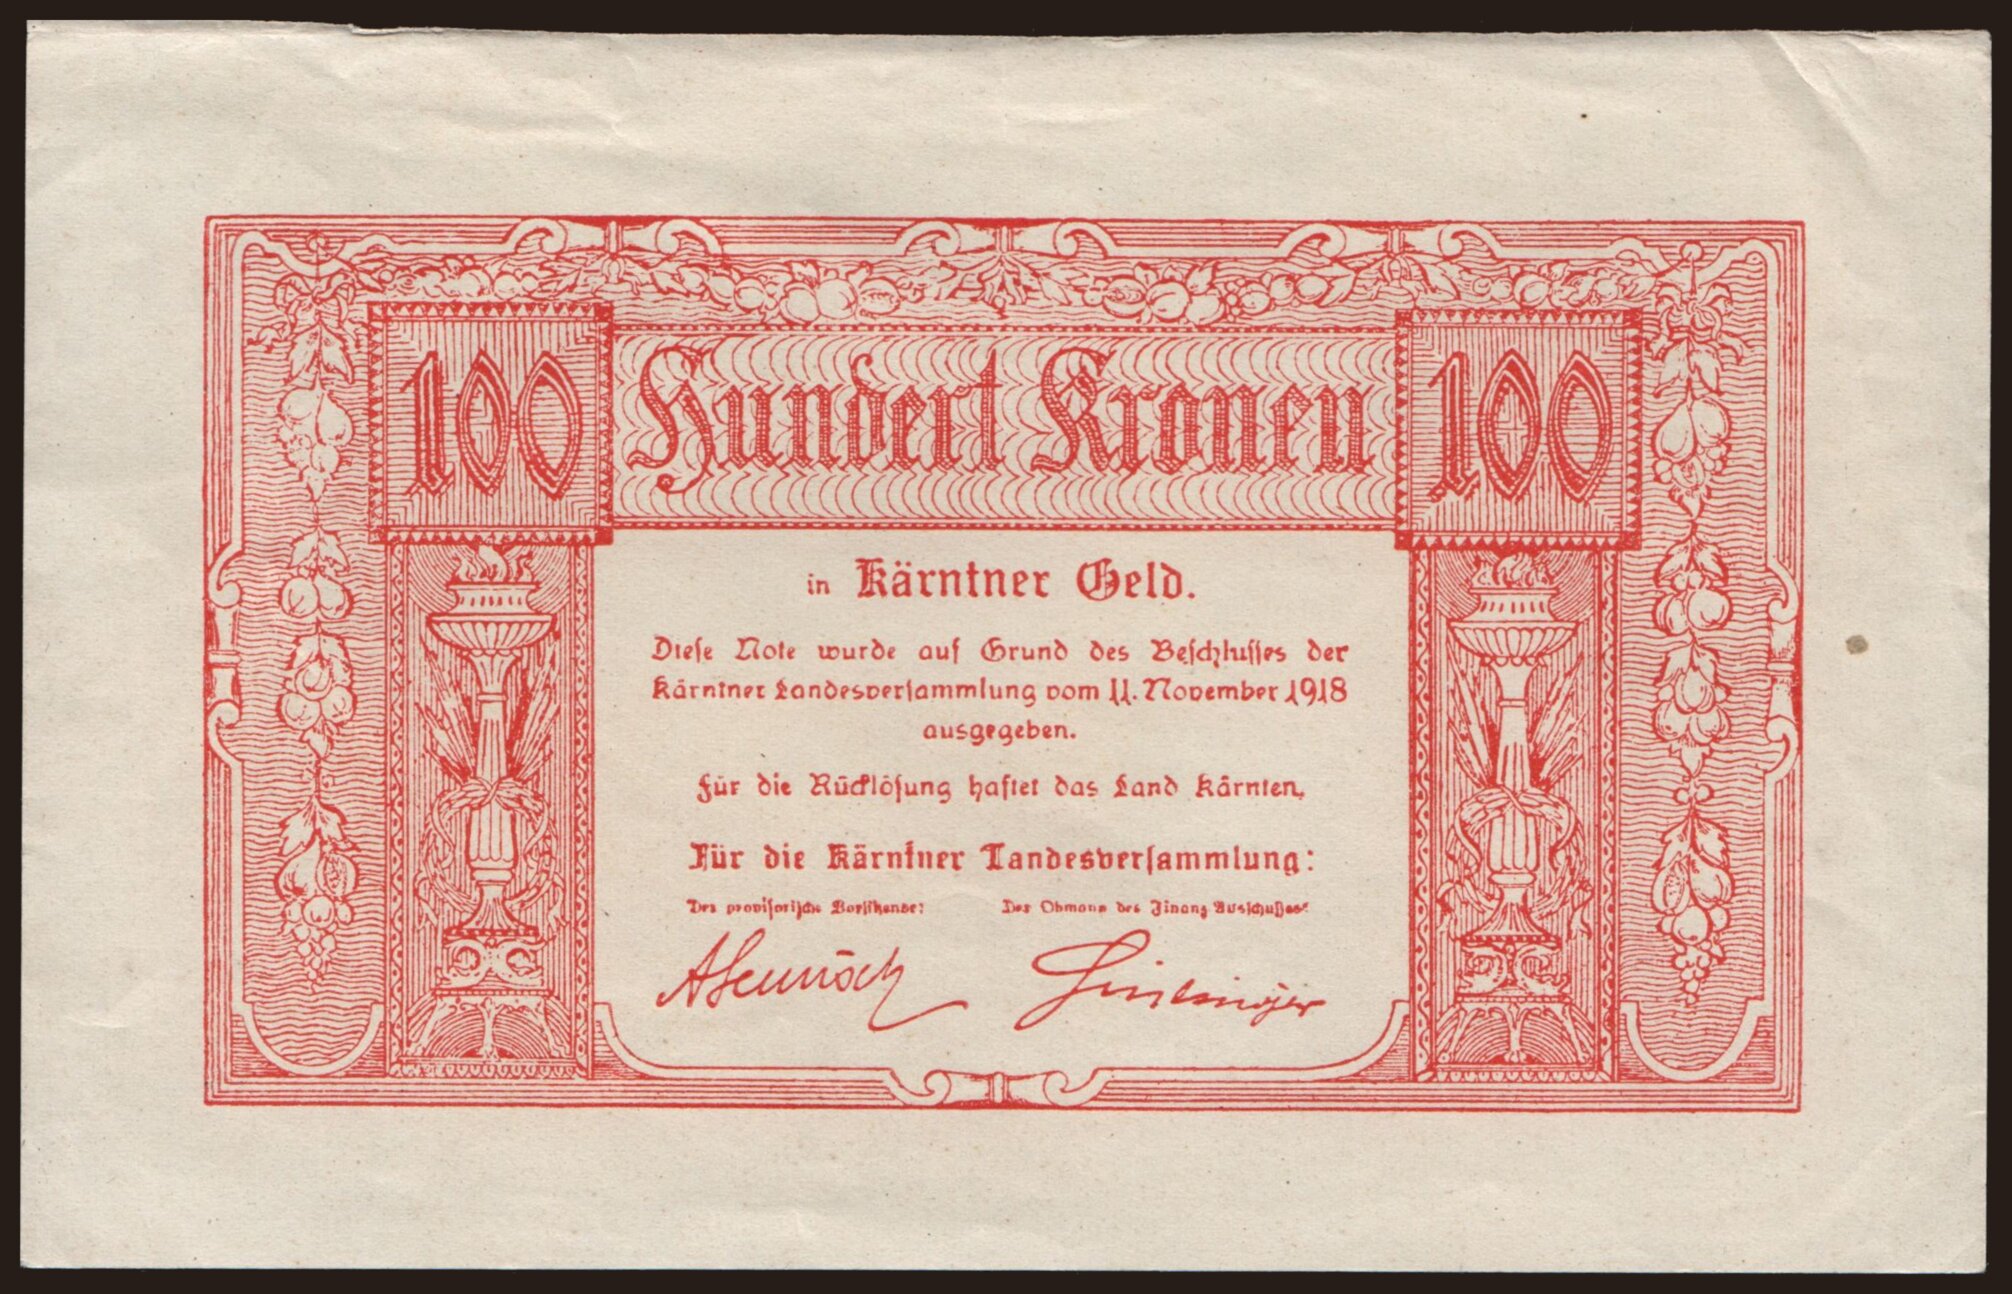 100 Hundert Kronen 100
in Kärntner Geld.
Diese Note wurde auf Grund des Beschlusses der
Kärntner Landesversammlung vom 11. November 1918
ausgegeben.
Für die Rücklösung haftet das Land Kärnten.
Für die Kärntner Landesversammlung:
Der provisorische Vorsitzende: Der Obmann des Finanz Ausschußes: